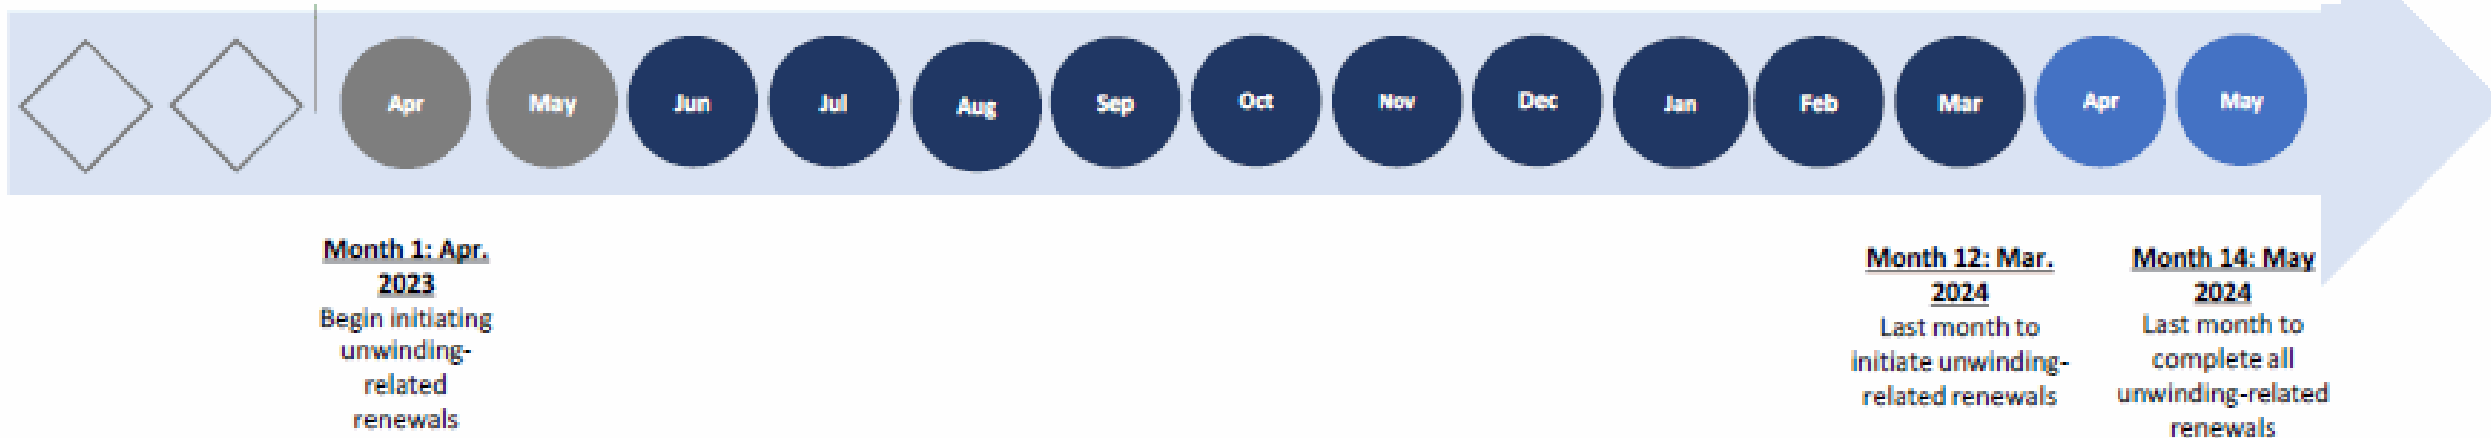 Apr May Jun Jul Aug Sep Oct Nov Dec Jan Feb Mar Apr May
Month 1: Apr.
2023
Begin initiating
unwinding-
related
renewals
Month 12: Mar.
2024
Last month to
initiate unwinding-
related renewals
Month 14: May
2024
Last month to
complete all
unwinding-related
renewals